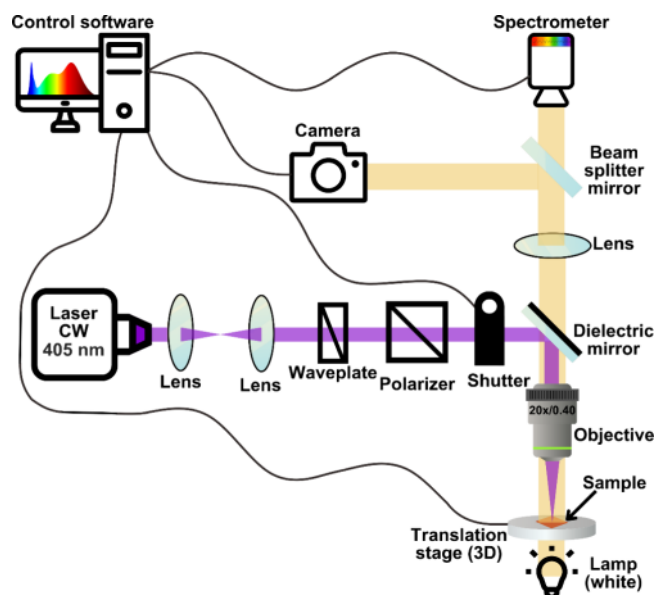 Control software
Spectrometer
Camera
Beam
splitter
mirror
Lens
Laser
CW
405 nm
Lens
Lens
Waveplate
Polarizer
Shutter
Dielectric
mirror
20x/0.40
Objective
Sample
Translation
stage (3D)
Lamp
(white)